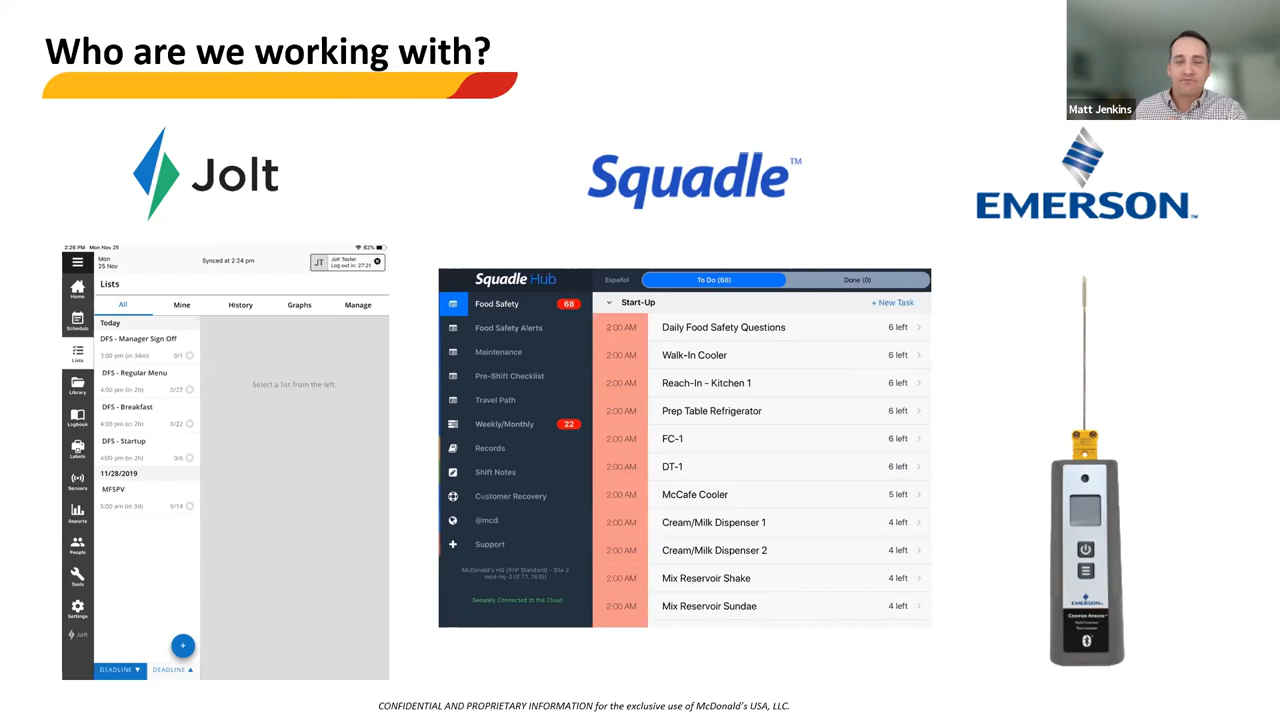 Who are we working with?
Matt Jenkins
Jolt
Squadle™
EMERSON™
2:26 PM Mon Nov 25
62%
Mon
25 Nov
Synced at 2:24 pm
JT
Jolt Tester
Log out in: 27:21
Lists
All Mine History Graphs Manage
Today
DFS - Manager Sign Off
3:00 pm (in 34m) 0/1
DFS - Regular Menu
4:00 pm (in 2h) 0/27
DFS - Breakfast
4:00 pm (in 2h) 0/22
DFS - Startup
4:00 pm (in 2h) 0/6
11/28/2019
MFSPV
5:00 am (in 3d) 9/14
Select a list from the left.
Home
Schedule
Lists
Library
Logbook
Labels
Sensors
Reports
People
Tools
Settings
Jolt
+
DEADLINE ▼ DEADLINE ▲
Squadle Hub
Food Safety 68
Food Safety Alerts
Maintenance
Pre-Shift Checklist
Travel Path
Weekly/Monthly 22
Records
Shift Notes
Customer Recovery
@mcd
Support
Securely Connected to the Cloud
Español To Do (68) Done (0)
Start-Up + New Task
2:00 AM Daily Food Safety Questions 6 left
2:00 AM Walk-In Cooler 6 left
2:00 AM Reach-In - Kitchen 1 6 left
2:00 AM Prep Table Refrigerator 6 left
2:00 AM FC-1 6 left
2:00 AM DT-1 6 left
2:00 AM McCafe Cooler 5 left
2:00 AM Cream/Milk Dispenser 1 4 left
2:00 AM Cream/Milk Dispenser 2 4 left
2:00 AM Mix Reservoir Shake 4 left
2:00 AM Mix Reservoir Sundae 4 left
EMERSON
COOPER-ATKINS
CONFIDENTIAL AND PROPRIETARY INFORMATION for the exclusive use of McDonald's USA, LLC.